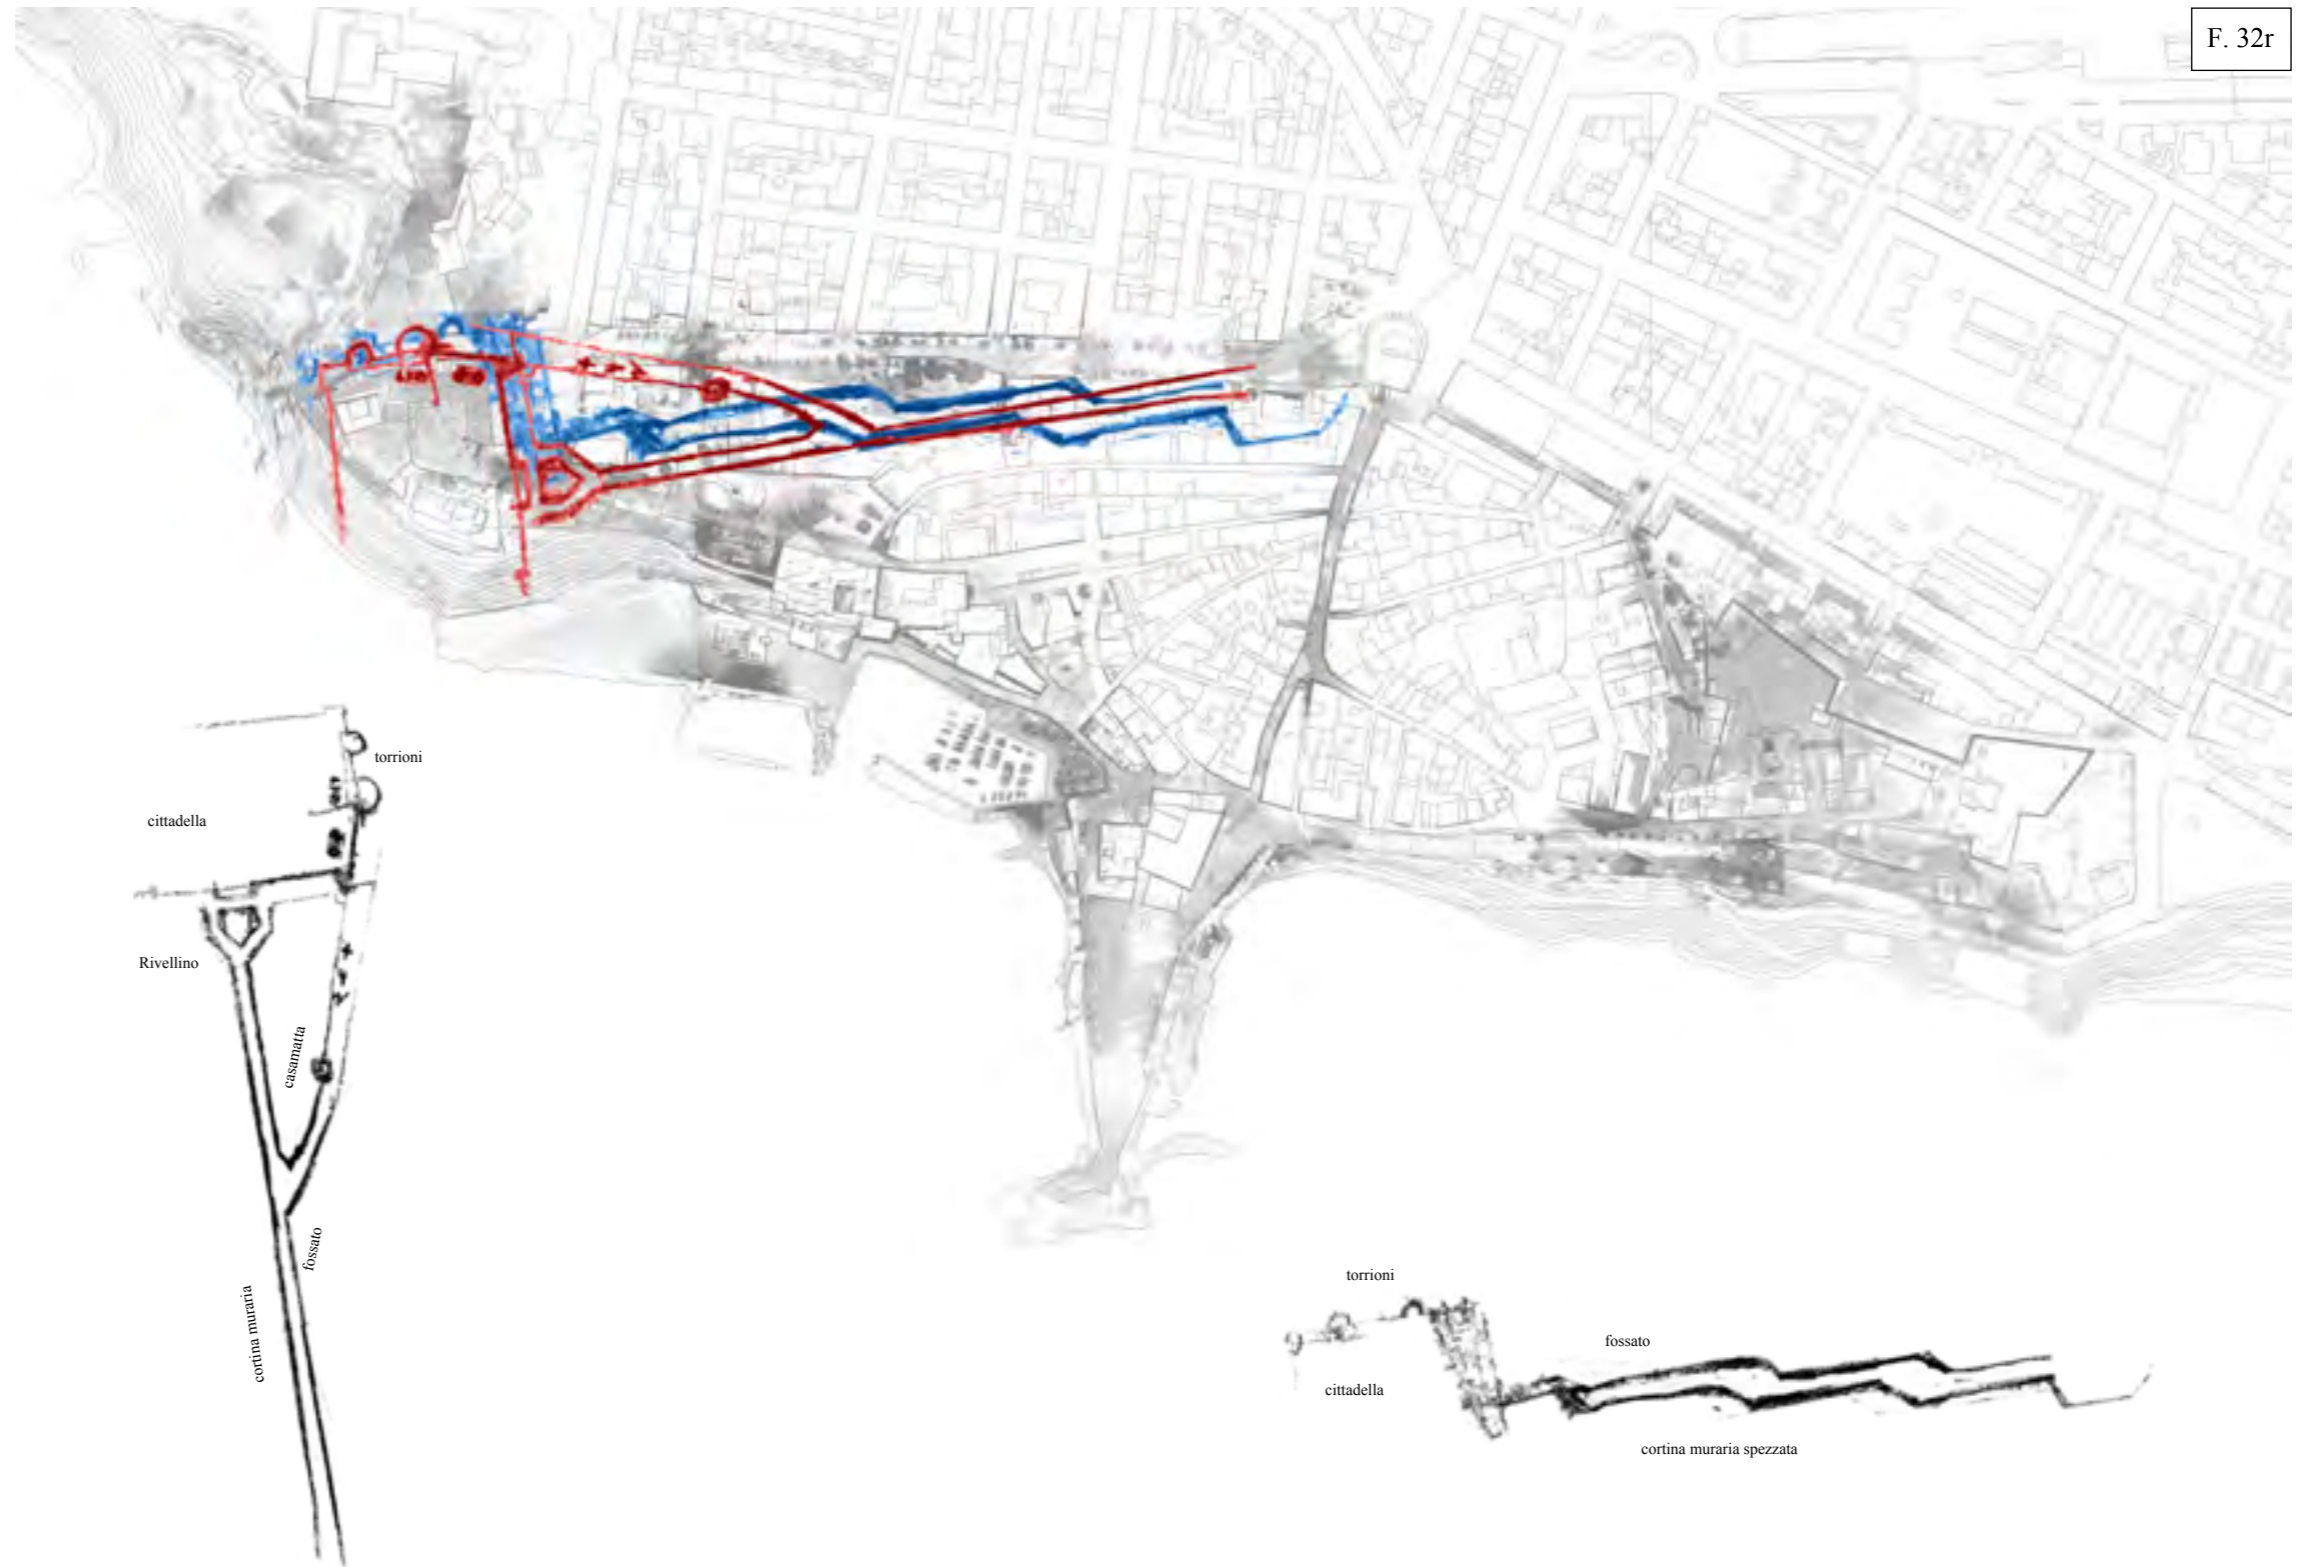 F. 32r
torrioni
cittadella
Rivellino
casamatta
fossato
cortina muraria
torrioni
fossato
cittadella
cortina muraria spezzata